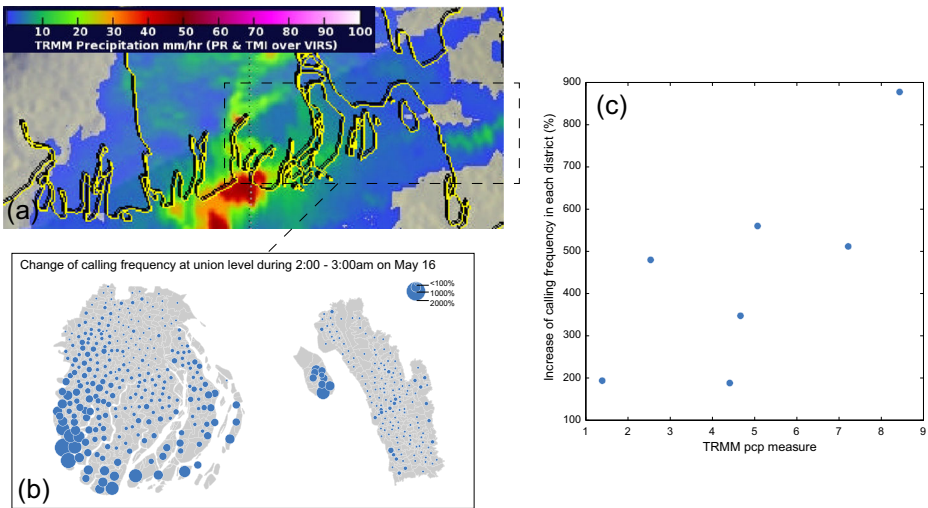 10 20 30 40 50 60 70 80 90 100
TRMM Precipitation mm/hr (PR & TMI over VIRS)
(a)
Change of calling frequency at union level during 2:00 - 3:00am on May 16
<100%
1000%
2000%
(b)
(c)
Increase of calling frequency in each district (%)
900
800
700
600
500
400
300
200
100
1 2 3 4 5 6 7 8 9
TRMM pcp measure